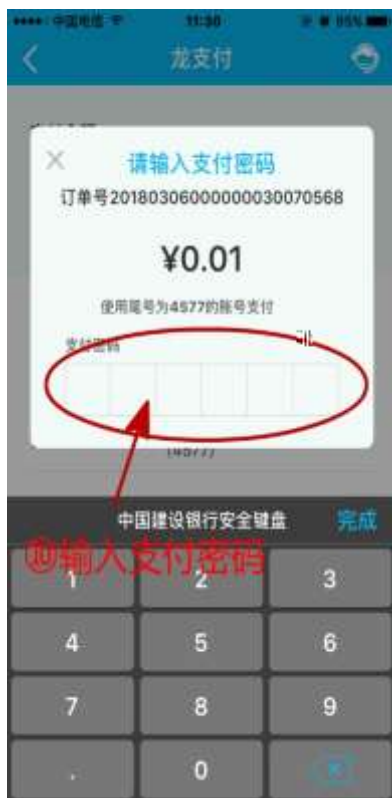 中国电信 11:30 95%
龙支付
请输入支付密码
订单号20180306000000030070568
¥0.01
使用尾号为4577的账号支付
支付密码
(4577)
中国建设银行安全键盘 完成
⑩输入支付密码
1 2 3
4 5 6
7 8 9
. 0